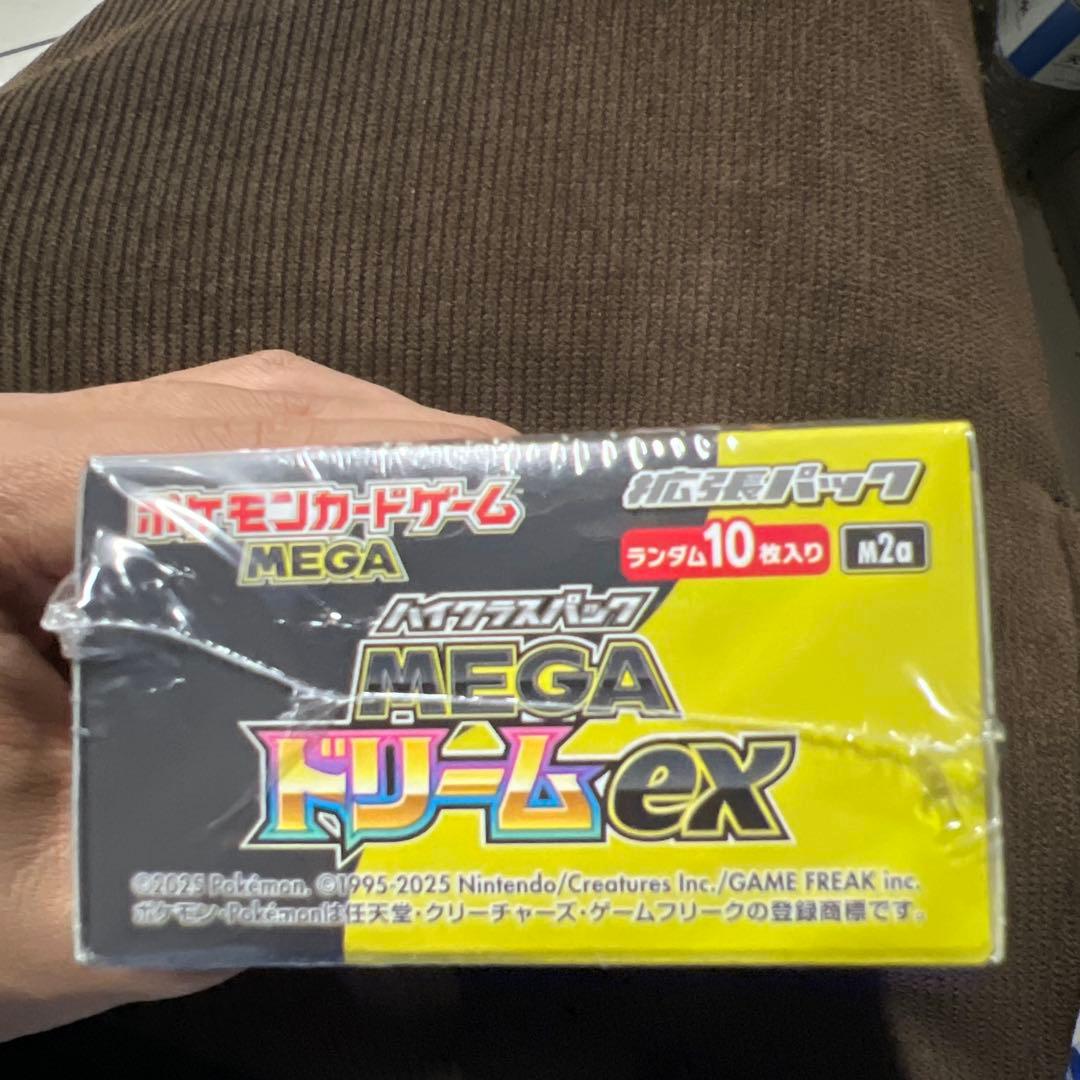 ポケモンカードゲーム
MEGA
拡張パック
ランダム10枚入り
M2a
ハイクラスパック
MEGA
ドリームex
©2025 Pokémon. ©1995-2025 Nintendo/Creatures Inc./GAME FREAK inc.
ポケモン・Pokémonは任天堂・クリーチャーズ・ゲームフリークの登録商標です。